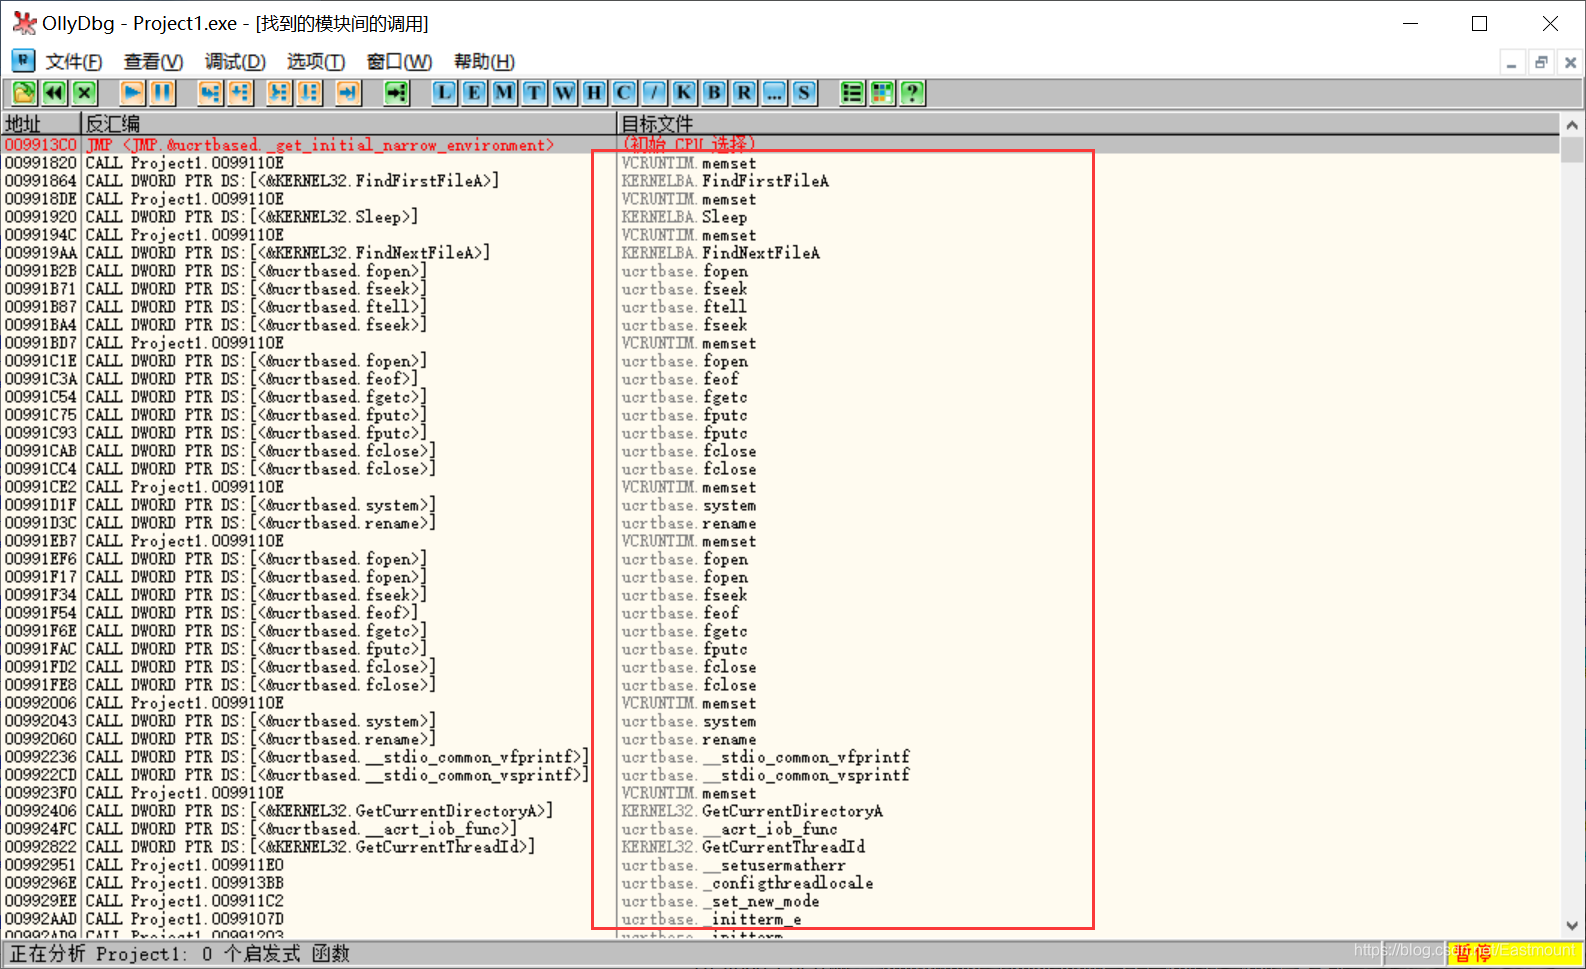 OllyDbg - Project1.exe - [找到的模块间的调用]
文件(F) 查看(V) 调试(D) 选项(T) 窗口(W) 帮助(H)
L E M T W H C / K B R ... S ?
地址 反汇编 目标文件
009913C0 JMP <JMP.&ucrtbased._get_initial_narrow_environment> (初始 CPU 选择)
00991820 CALL Project1.0099110E VCRUNTIM.memset
00991864 CALL DWORD PTR DS:[<&KERNEL32.FindFirstFileA>] KERNELBA.FindFirstFileA
009918DE CALL Project1.0099110E VCRUNTIM.memset
00991920 CALL DWORD PTR DS:[<&KERNEL32.Sleep>] KERNELBA.Sleep
0099194C CALL Project1.0099110E VCRUNTIM.memset
009919AA CALL DWORD PTR DS:[<&KERNEL32.FindNextFileA>] KERNELBA.FindNextFileA
00991B2B CALL DWORD PTR DS:[<&ucrtbased.fopen>] ucrtbase.fopen
00991B71 CALL DWORD PTR DS:[<&ucrtbased.fseek>] ucrtbase.fseek
00991B87 CALL DWORD PTR DS:[<&ucrtbased.ftell>] ucrtbase.ftell
00991BA4 CALL DWORD PTR DS:[<&ucrtbased.fseek>] ucrtbase.fseek
00991BD7 CALL Project1.0099110E VCRUNTIM.memset
00991C1E CALL DWORD PTR DS:[<&ucrtbased.fopen>] ucrtbase.fopen
00991C3A CALL DWORD PTR DS:[<&ucrtbased.feof>] ucrtbase.feof
00991C54 CALL DWORD PTR DS:[<&ucrtbased.fgetc>] ucrtbase.fgetc
00991C75 CALL DWORD PTR DS:[<&ucrtbased.fputc>] ucrtbase.fputc
00991C93 CALL DWORD PTR DS:[<&ucrtbased.fputc>] ucrtbase.fputc
00991CAB CALL DWORD PTR DS:[<&ucrtbased.fclose>] ucrtbase.fclose
00991CC4 CALL DWORD PTR DS:[<&ucrtbased.fclose>] ucrtbase.fclose
00991CE2 CALL Project1.0099110E VCRUNTIM.memset
00991D1F CALL DWORD PTR DS:[<&ucrtbased.system>] ucrtbase.system
00991D3C CALL DWORD PTR DS:[<&ucrtbased.rename>] ucrtbase.rename
00991EB7 CALL Project1.0099110E VCRUNTIM.memset
00991EF6 CALL DWORD PTR DS:[<&ucrtbased.fopen>] ucrtbase.fopen
00991F17 CALL DWORD PTR DS:[<&ucrtbased.fopen>] ucrtbase.fopen
00991F34 CALL DWORD PTR DS:[<&ucrtbased.fseek>] ucrtbase.fseek
00991F54 CALL DWORD PTR DS:[<&ucrtbased.feof>] ucrtbase.feof
00991F6E CALL DWORD PTR DS:[<&ucrtbased.fgetc>] ucrtbase.fgetc
00991FAC CALL DWORD PTR DS:[<&ucrtbased.fputc>] ucrtbase.fputc
00991FD2 CALL DWORD PTR DS:[<&ucrtbased.fclose>] ucrtbase.fclose
00991FE8 CALL DWORD PTR DS:[<&ucrtbased.fclose>] ucrtbase.fclose
00992006 CALL Project1.0099110E VCRUNTIM.memset
00992043 CALL DWORD PTR DS:[<&ucrtbased.system>] ucrtbase.system
00992060 CALL DWORD PTR DS:[<&ucrtbased.rename>] ucrtbase.rename
00992236 CALL DWORD PTR DS:[<&ucrtbased.__stdio_common_vfprintf>] ucrtbase.__stdio_common_vfprintf
009922CD CALL DWORD PTR DS:[<&ucrtbased.__stdio_common_vsprintf>] ucrtbase.__stdio_common_vsprintf
009923F0 CALL Project1.0099110E VCRUNTIM.memset
00992406 CALL DWORD PTR DS:[<&KERNEL32.GetCurrentDirectoryA>] KERNEL32.GetCurrentDirectoryA
009924FC CALL DWORD PTR DS:[<&ucrtbased.__acrt_iob_func>] ucrtbase.__acrt_iob_func
00992822 CALL DWORD PTR DS:[<&KERNEL32.GetCurrentThreadId>] KERNEL32.GetCurrentThreadId
00992951 CALL Project1.009911E0 ucrtbase.__setusermatherr
0099296E CALL Project1.009913BB ucrtbase._configthreadlocale
009929EE CALL Project1.009911C2 ucrtbase._set_new_mode
00992AAD CALL Project1.0099107D ucrtbase._initterm_e
00992AD9 CALL Project1.00991203 ucrtbase._initterm
正在分析 Project1: 0 个启发式 函数 暂停
https://blog.csdn.net/Eastmount